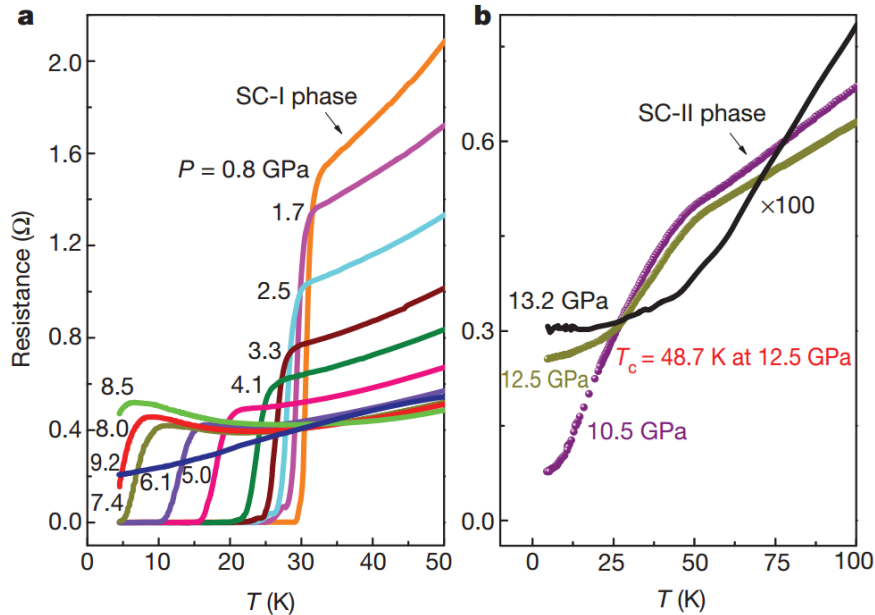 a
2.0
1.6
1.2
0.8
0.4
0.0
Resistance (Ω)
SC-I phase
P = 0.8 GPa
1.7
2.5
3.3
4.1
8.5
8.0
9.2
7.4
6.1
5.0
0
10
20
30
40
50
T (K)
b
0.6
0.3
0.0
SC-II phase
×100
13.2 GPa
Tc = 48.7 K at 12.5 GPa
12.5 GPa
10.5 GPa
0
25
50
75
100
T (K)